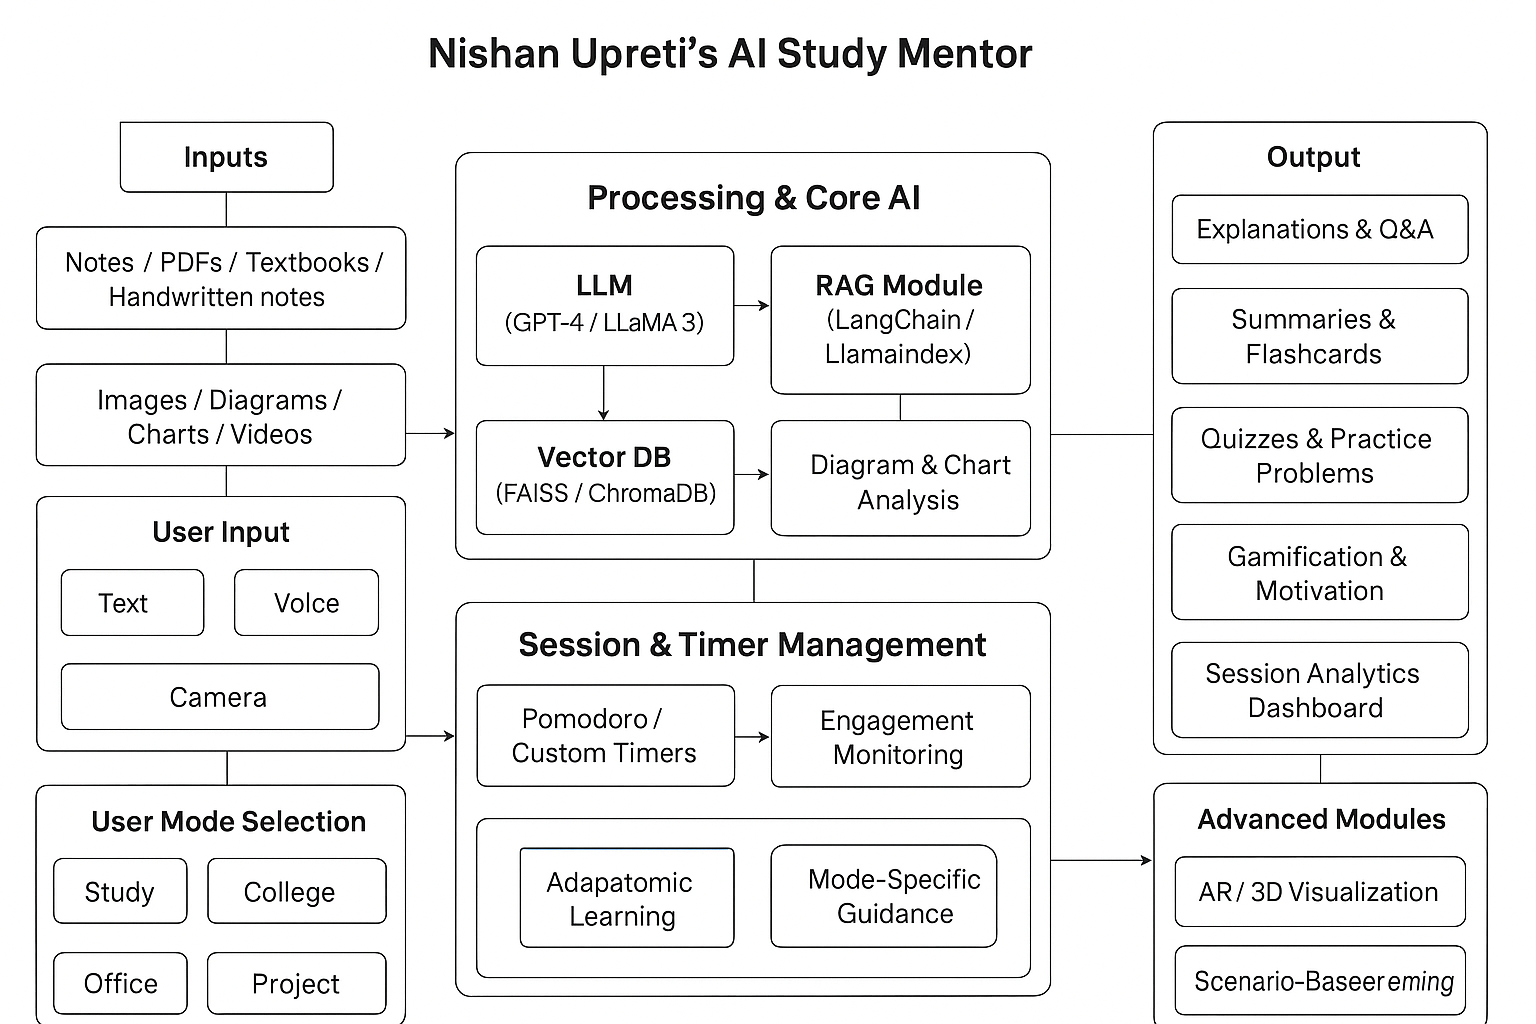 Nishan Upreti’s AI Study Mentor
Inputs
Notes / PDFs / Textbooks /
Handwritten notes
Images / Diagrams /
Charts / Videos
User Input
Text
Volce
Camera
User Mode Selection
Study
College
Office
Project
Processing & Core AI
LLM
(GPT-4 / LLaMA 3)
RAG Module
(LangChain /
Llamaindex)
Vector DB
(FAISS / ChromaDB)
Diagram & Chart
Analysis
Session & Timer Management
Pomodoro /
Custom Timers
Engagement
Monitoring
Adapatomic
Learning
Mode-Specific
Guidance
Output
Explanations & Q&A
Summaries &
Flashcards
Quizzes & Practice
Problems
Gamification &
Motivation
Session Analytics
Dashboard
Advanced Modules
AR / 3D Visualization
Scenario-Baseereming